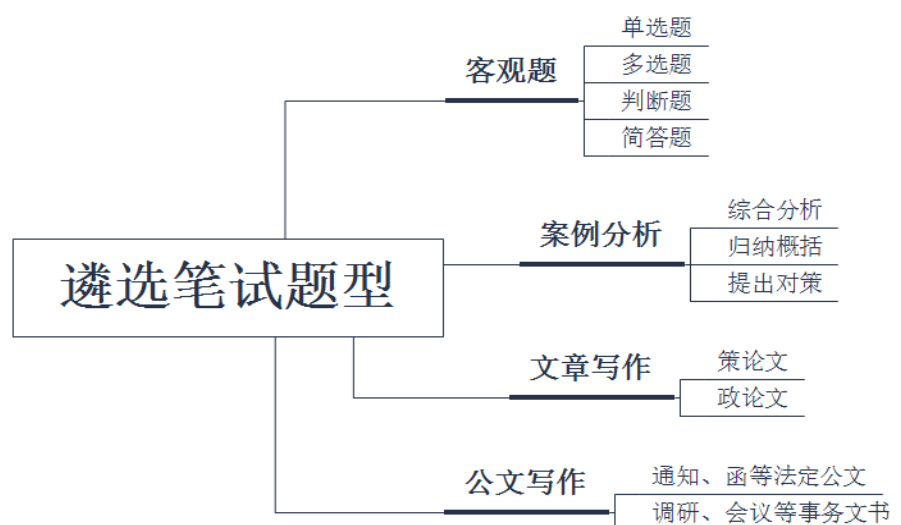 遴选笔试题型
客观题
单选题
多选题
判断题
简答题
案例分析
综合分析
归纳概括
提出对策
文章写作
策论文
政论文
公文写作
通知、函等法定公文
调研、会议等事务文书